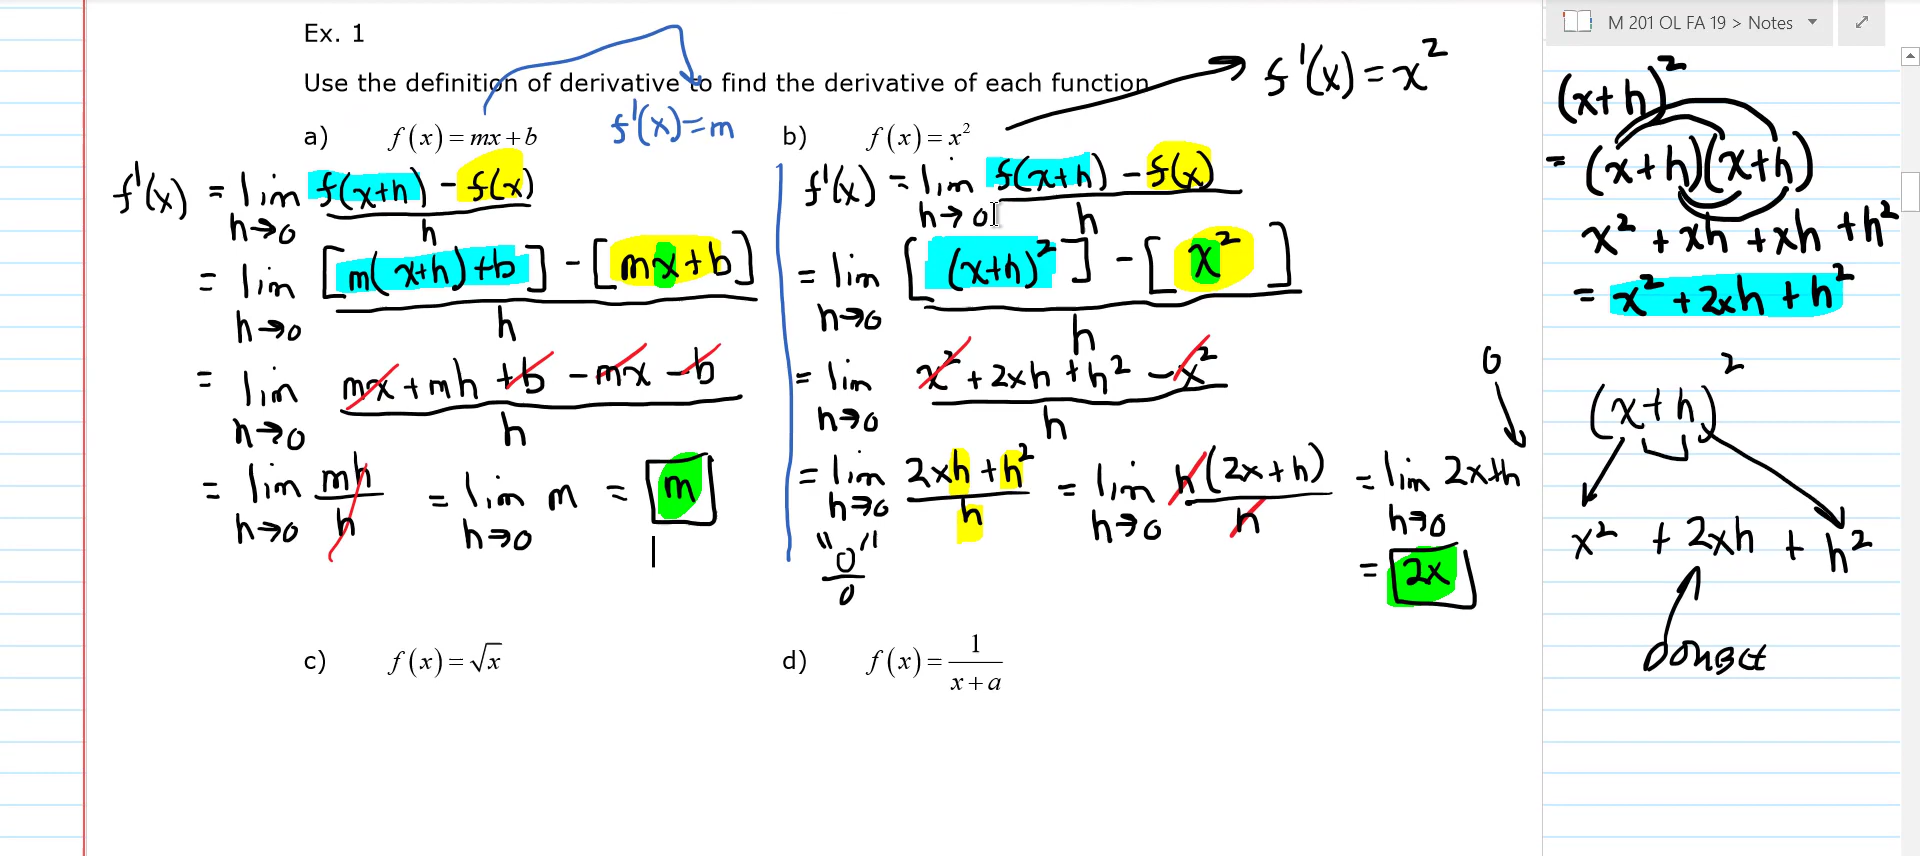 Ex. 1
Use the definition of derivative to find the derivative of each function
a) f(x) = mx + b
f'(x) = m
f'(x) = lim h→0 f(x+h) - f(x) / h
= lim h→0 [m(x+h)+b] - [mx+b] / h
= lim h→0 mx + mh + b - mx - b / h
= lim h→0 mh / h = lim h→0 m = m
b) f(x) = x²
f'(x) = x²
f'(x) = lim h→0 f(x+h) - f(x) / h
= lim h→0 [(x+h)²] - [x²] / h
= lim h→0 x² + 2xh + h² - x² / h
= lim h→0 2xh + h² / h = lim h→0 h(2x+h) / h = lim h→0 2x+h
0
"0" / 0
= 2x
c) f(x) = √x
d) f(x) = 1 / x + a
M 201 OL FA 19 > Notes
(x+h)²
= (x+h)(x+h)
x² + xh + xh + h²
= x² + 2xh + h²
(x+h)²
x² + 2xh + h²